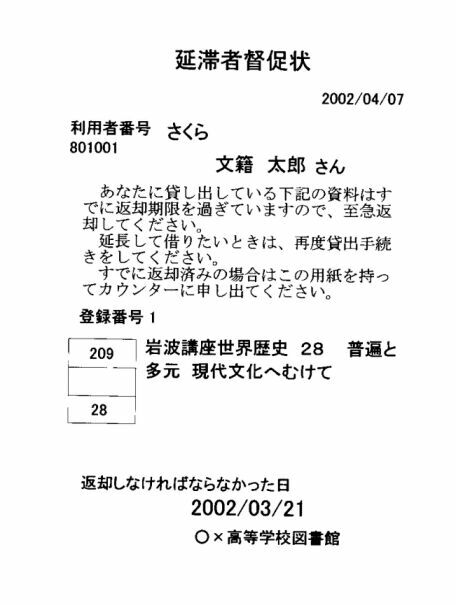 延滞者督促状
2002/04/07
利用者番号 さくら
801001
文籍 太郎 さん
あなたに貸し出している下記の資料はす
でに返却期限を過ぎていますので、至急返
却してください。
延長して借りたいときは、再度貸出手続
きをしてください。
すでに返却済みの場合はこの用紙を持っ
てカウンターに申し出てください。
登録番号 1
209
岩波講座世界歴史 28 普遍と
多元 現代文化へむけて
28
返却しなければならなかった日
2002/03/21
○×高等学校図書館